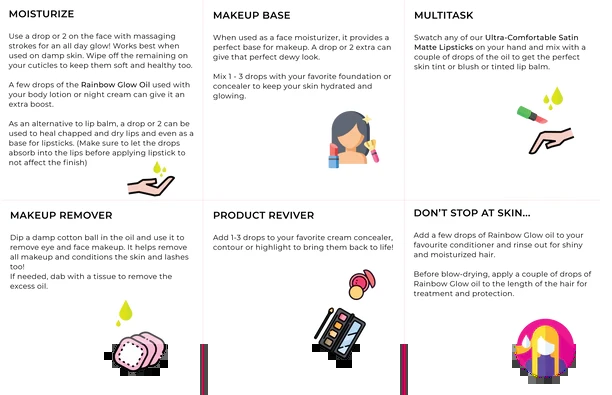 MOISTURIZE
Use a drop or 2 on the face with massaging
strokes for an all day glow! Works best when
used on damp skin. Wipe off the remaining on
your cuticles to keep them soft and healthy too.
A few drops of the Rainbow Glow Oil used with
your body lotion or night cream can give it an
extra boost.
As an alternative to lip balm, a drop or 2 can be
used to heal chapped and dry lips and even as a
base for lipsticks. (Make sure to let the drops
absorb into the lips before applying lipstick to
not affect the finish)
MAKEUP BASE
When used as a face moisturizer, it provides a
perfect base for makeup. A drop or 2 extra can
give that perfect dewy look.
Mix 1 - 3 drops with your favorite foundation or
concealer to keep your skin hydrated and
glowing.
MULTITASK
Swatch any of our Ultra-Comfortable Satin
Matte Lipsticks on your hand and mix with a
couple of drops of the oil to get the perfect
skin tint or blush or tinted lip balm.
MAKEUP REMOVER
Dip a damp cotton ball in the oil and use it to
remove eye and face makeup. It helps remove
all makeup and conditions the skin and lashes
too!
If needed, dab with a tissue to remove the
excess oil.
PRODUCT REVIVER
Add 1-3 drops to your favorite cream concealer,
contour or highlight to bring them back to life!
DON'T STOP AT SKIN...
Add a few drops of Rainbow Glow oil to your
favourite conditioner and rinse out for shiny
and moisturized hair.
Before blow-drying, apply a couple of drops of
Rainbow Glow oil to the length of the hair for
treatment and protection.